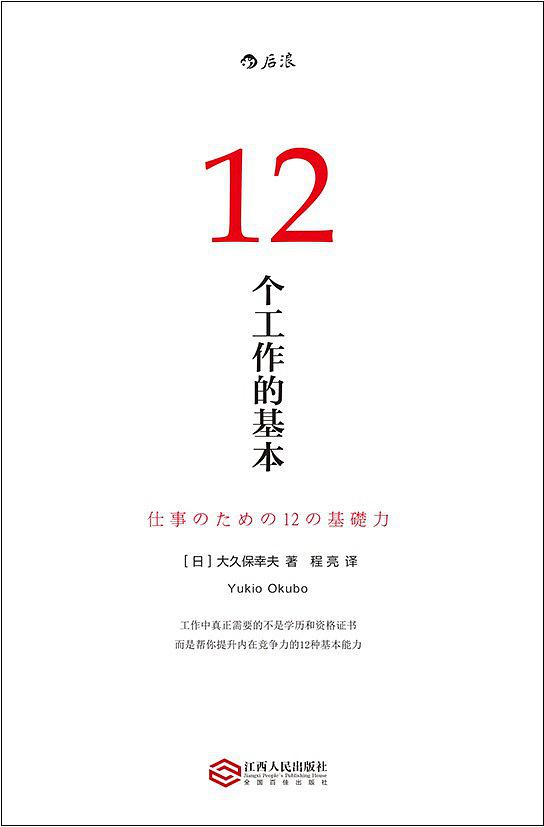 后浪
12
个工作的基本
仕事のための12の基礎力
[日] 大久保幸夫 著 程亮 译
Yukio Okubo
工作中真正需要的不是学历和资格证书
而是帮你提升内在竞争力的12种基本能力
江西人民出版社
Jiangxi People's Publishing House
全国百佳出版社